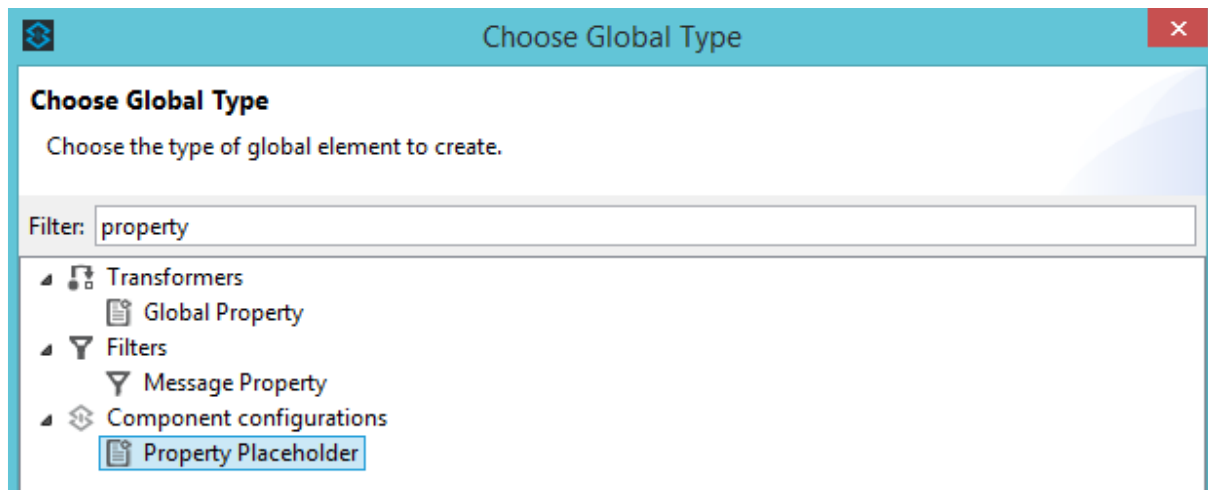 Choose Global Type
Choose Global Type
Choose the type of global element to create.
Filter: property
Transformers
Global Property
Filters
Message Property
Component configurations
Property Placeholder